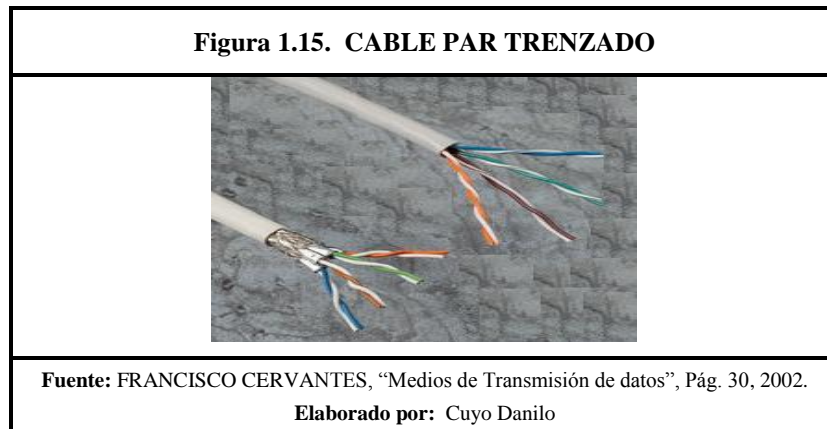 Figura 1.15. CABLE PAR TRENZADO
Fuente: FRANCISCO CERVANTES, “Medios de Transmisión de datos”, Pág. 30, 2002.
Elaborado por: Cuyo Danilo